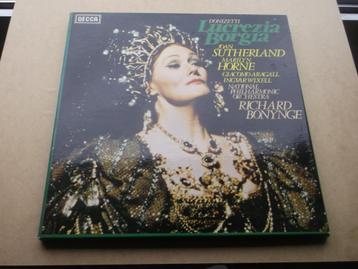 DECCA
DONIZETTI
Lucrezia
Borgia
JOAN
SUTHERLAND
MARILYN
HORNE
GIACOMO ARAGALL
INGVAR WIXELL
NATIONAL
PHILHARMONIC
ORCHESTRA
RICHARD
BONYNGE